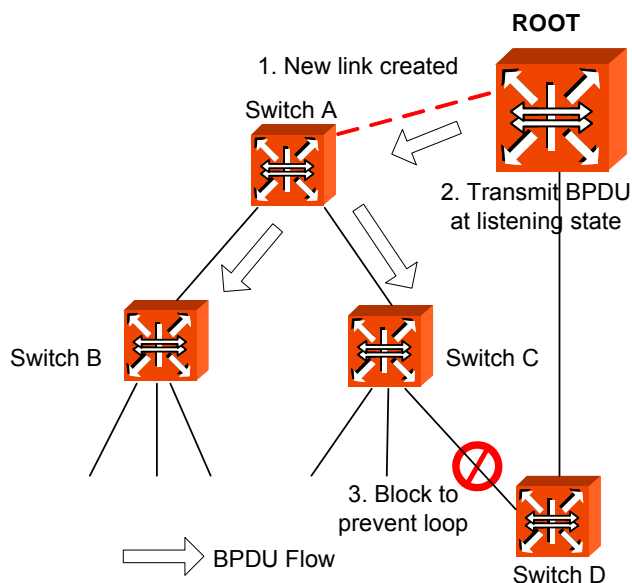 ROOT
1. New link created
Switch A
2. Transmit BPDU
at listening state
Switch B
Switch C
3. Block to
prevent loop
BPDU Flow
Switch D